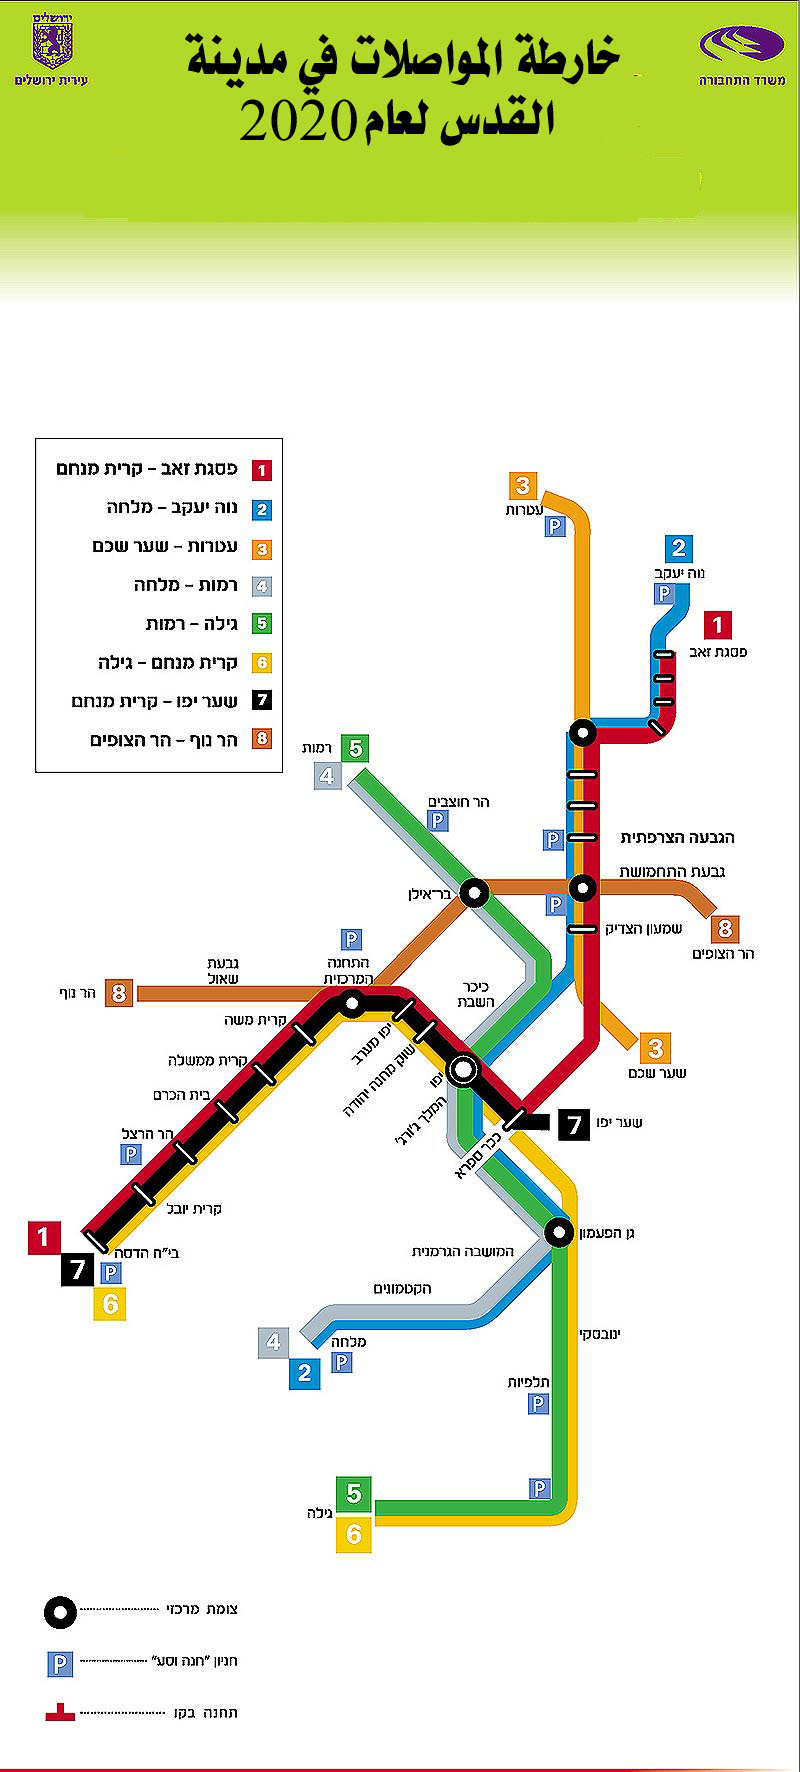 ירושלים
עירית ירושלים
خارطة المواصلات في مدينة
القدس لعام 2020
משרד התחבורה
פסגת זאב – קרית מנחם 1
נוה יעקב – מלחה 2
עטרות – שער שכם 3
רמות – מלחה 4
גילה – רמות 5
קרית מנחם – גילה 6
שער יפו – קרית מנחם 7
הר נוף – הר הצופים 8
3
עטרות
P
2
נוה יעקב
P
1
פסגת זאב
רמות 5
4
הר חוצבים
P
הגבעה הצרפתית
P
גבעת התחמושת
בר־אילן
P
8
הר הצופים
שמעון הצדיק
P
התחנה
המרכזית
גבעת
שאול
הר נוף 8
כיכר
השבת
קרית משה
יפו מערב
שוק מחנה יהודה
3
שער שכם
קרית ממשלה
יפו
המלך ג'ורג'
בית הכרם
7 שער יפו
הר הרצל
P
ככר ספרא
קרית יובל
1
בי"ח הדסה
7
P
6
גן הפעמון
המושבה הגרמנית
הקטמונים
4
מלחה
2
P
ינובסקי
תלפיות
P
P
5
גילה
6
צומת מרכזי
P חניון "חנה וסע"
תחנה בקו